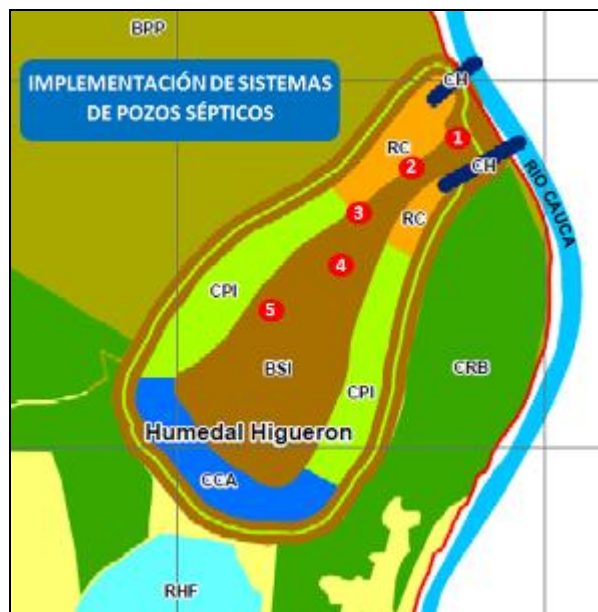 BPP
IMPLEMENTACIÓN DE SISTEMAS
DE POZOS SÉPTICOS
CH
1
RC
2
CH
RIO CAUCA
3
RC
4
CPI
5
BSI
CRB
CPI
Humedal Higueron
CCA
RHF